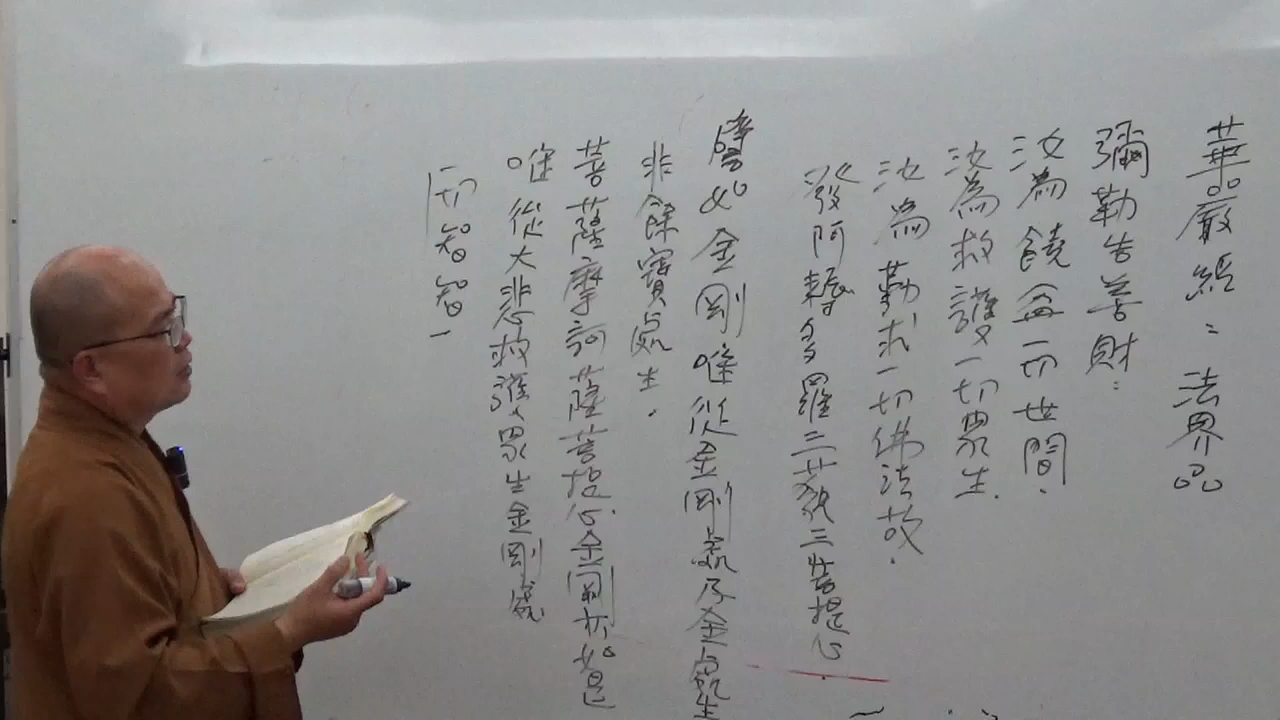 華嚴經：法界品
彌勒告善財：
汝為饒益一切世間．
汝為救護一切眾生．
汝為勤求一切佛法故．
發阿耨多羅三藐三菩提心
譬如金剛唯從金剛處及金處生
非餘寶處生．
菩薩摩訶薩菩提心金剛亦如是
唯從大悲救護眾生金剛處
一切智智